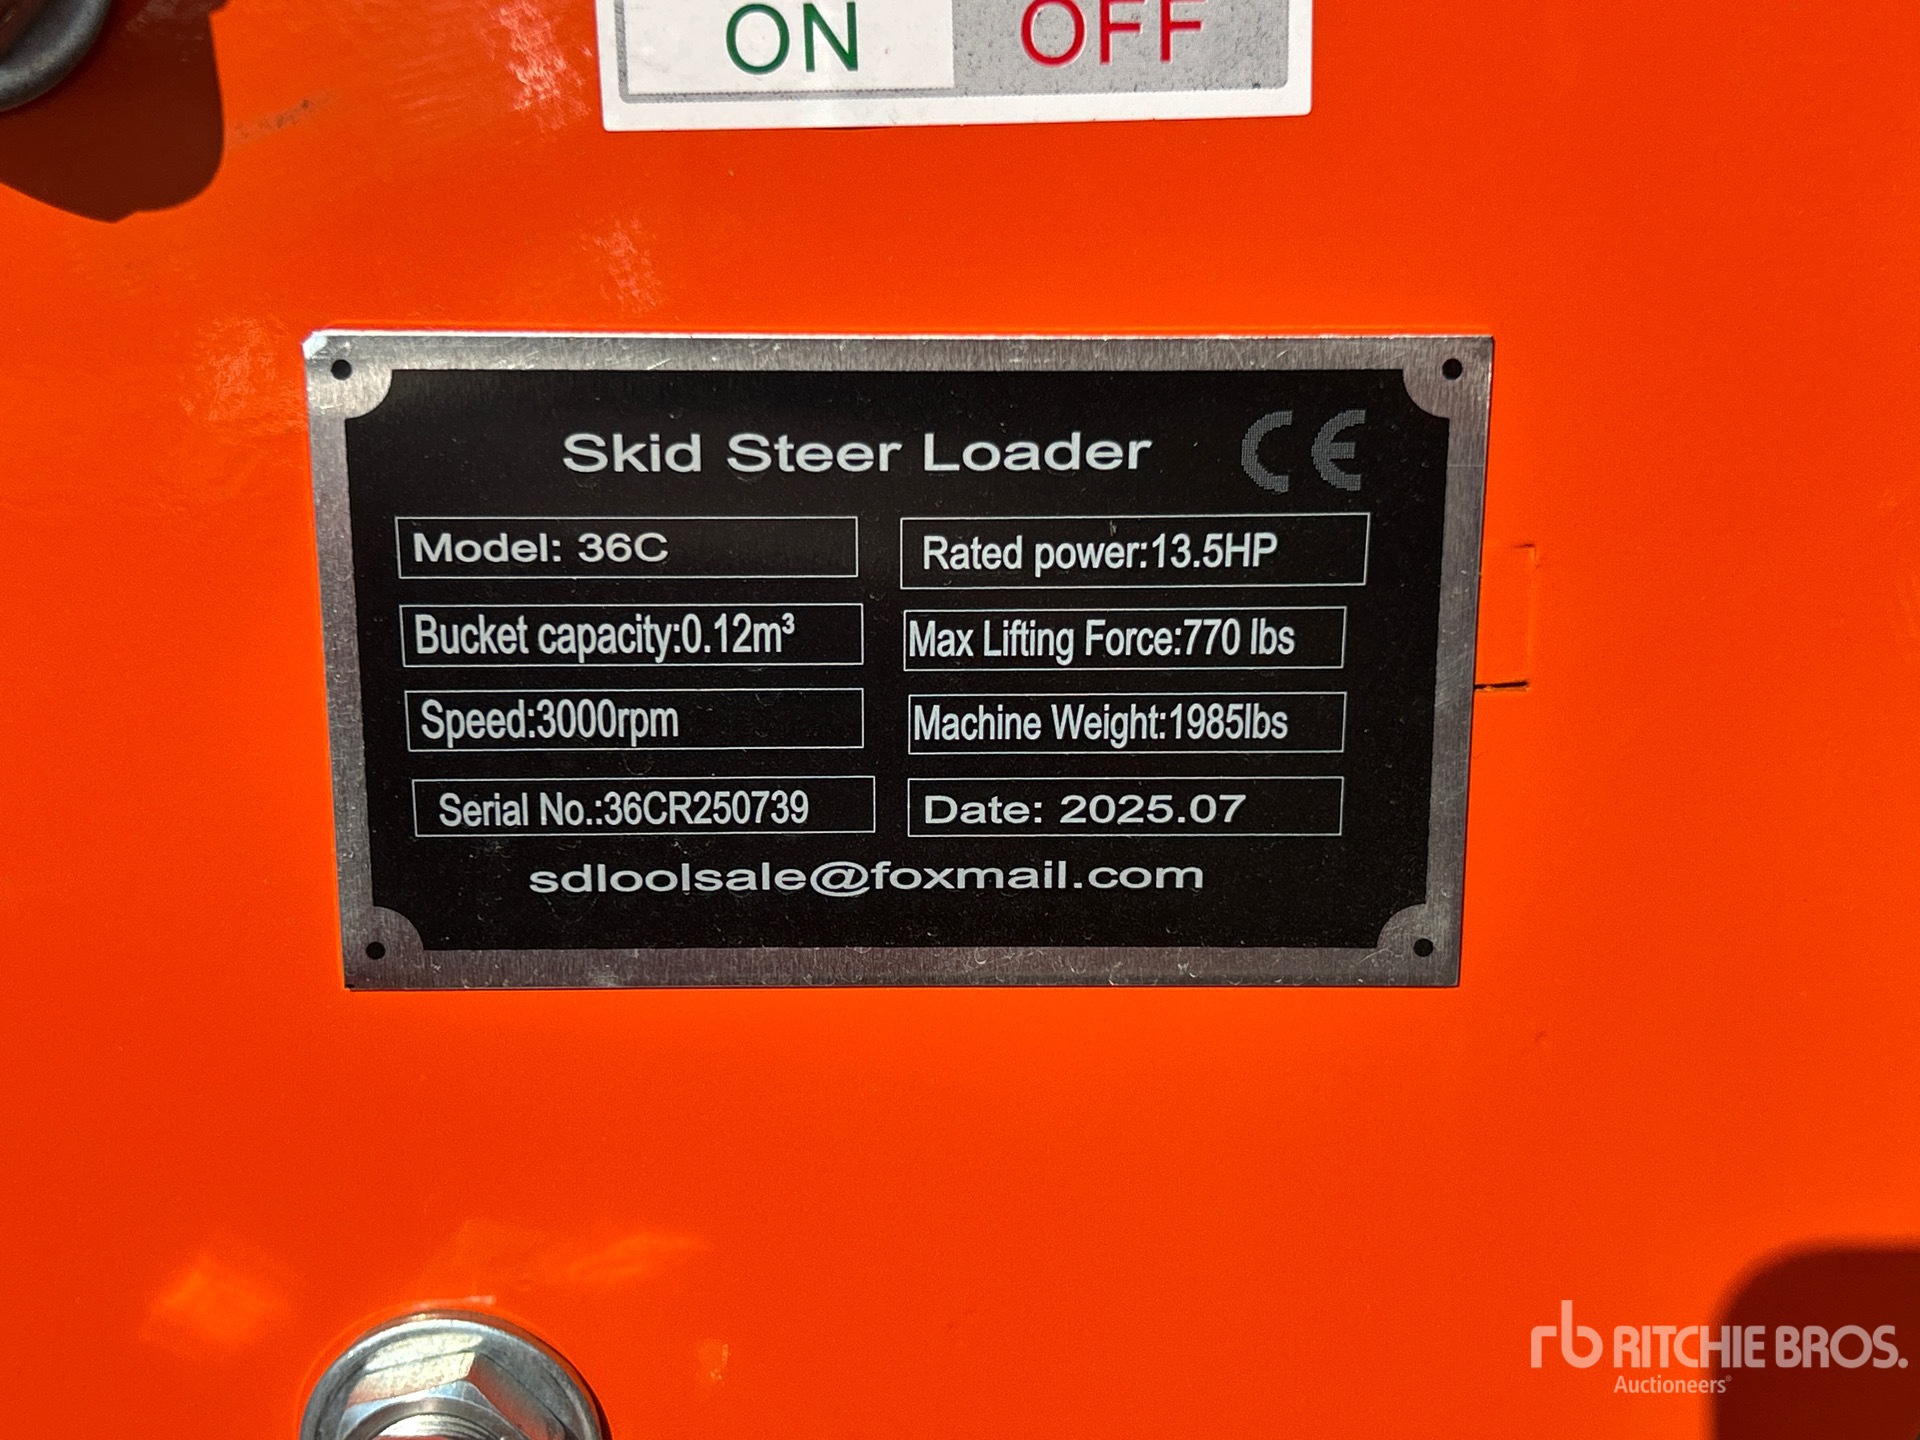 ON OFF
Skid Steer Loader CE
Model: 36C
Rated power:13.5HP
Bucket capacity:0.12m³
Max Lifting Force:770 lbs
Speed:3000rpm
Machine Weight:1985lbs
Serial No.:36CR250739
Date: 2025.07
sdloolsale@foxmail.com
rb RITCHIE BROS.
Auctioneers®